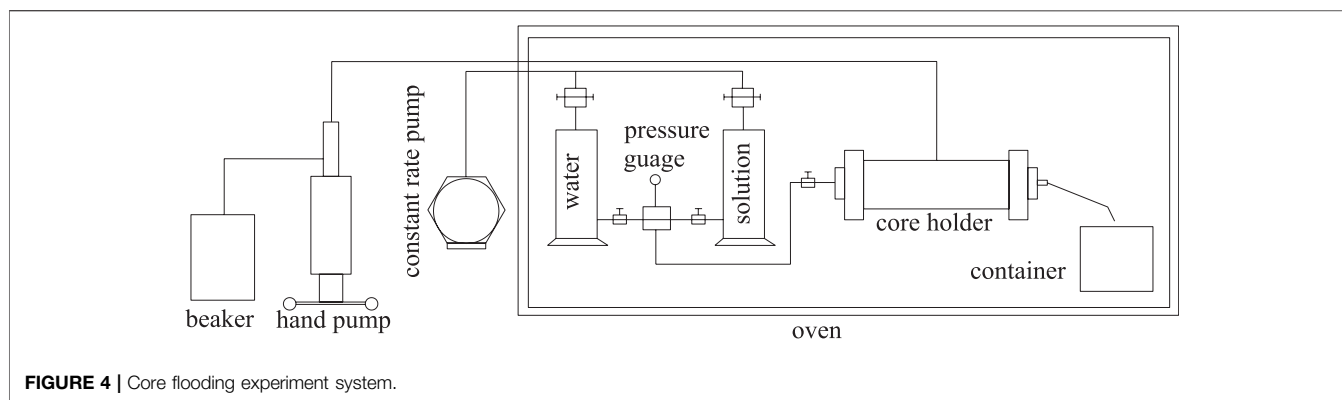 constant rate pump
pressure
guage
water
solution
core holder
container
beaker
hand pump
oven
FIGURE 4 | Core flooding experiment system.